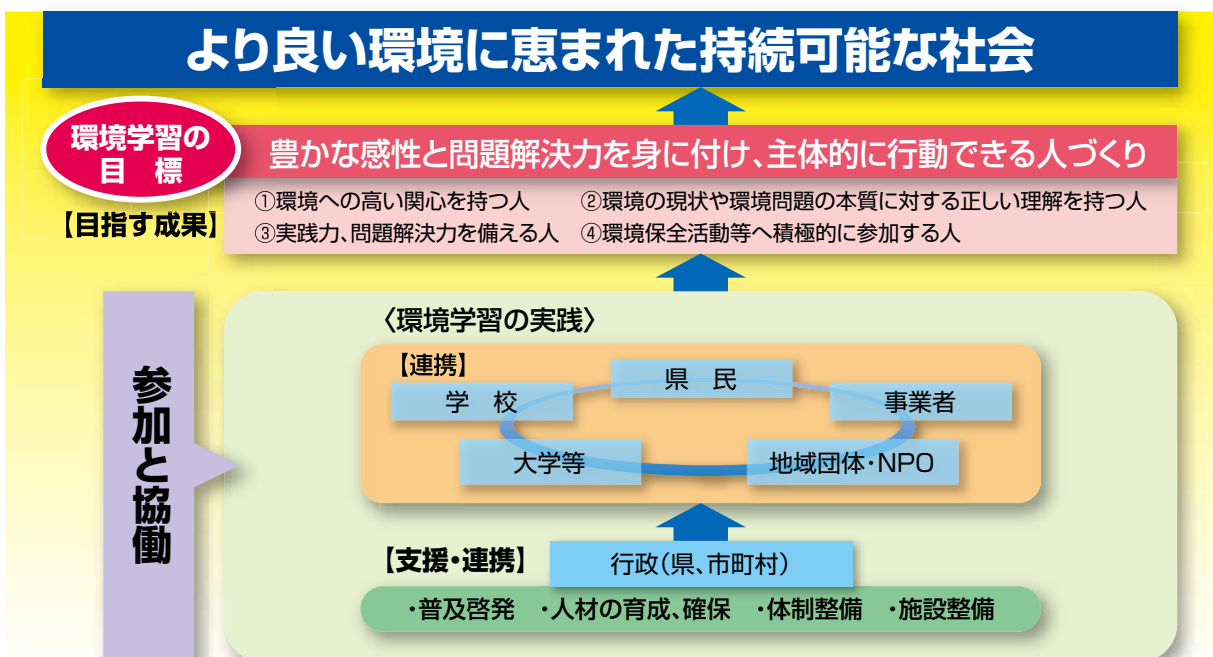 より良い環境に恵まれた持続可能な社会
環境学習の
目　標
豊かな感性と問題解決力を身に付け、主体的に行動できる人づくり
【目指す成果】
①環境への高い関心を持つ人　②環境の現状や環境問題の本質に対する正しい理解を持つ人
③実践力、問題解決力を備える人　④環境保全活動等へ積極的に参加する人
参加と協働
〈環境学習の実践〉
【連携】
県　民
学　校
事業者
大学等
地域団体・NPO
【支援・連携】
行政（県、市町村）
・普及啓発　・人材の育成、確保　・体制整備　・施設整備